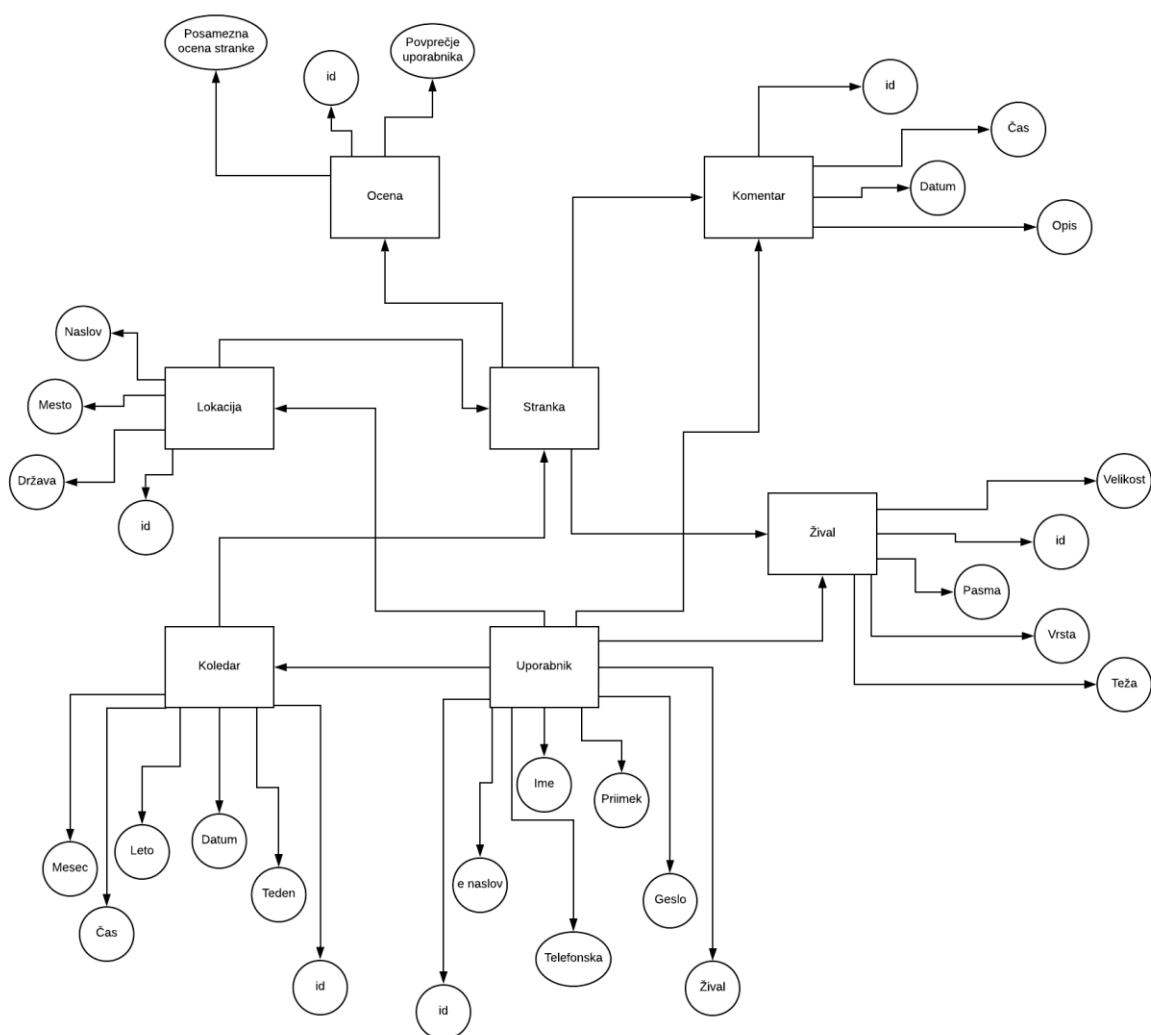 Posamezna
ocena stranke
Povprečje
uporabnika
id
id
Čas
Ocena
Komentar
Datum
Opis
Naslov
Mesto
Lokacija
Stranka
Država
id
Velikost
Žival
id
Pasma
Vrsta
Teža
Koledar
Uporabnik
Ime
Priimek
Mesec
Leto
Datum
Teden
e naslov
Geslo
Čas
Telefonska
id
id
Žival